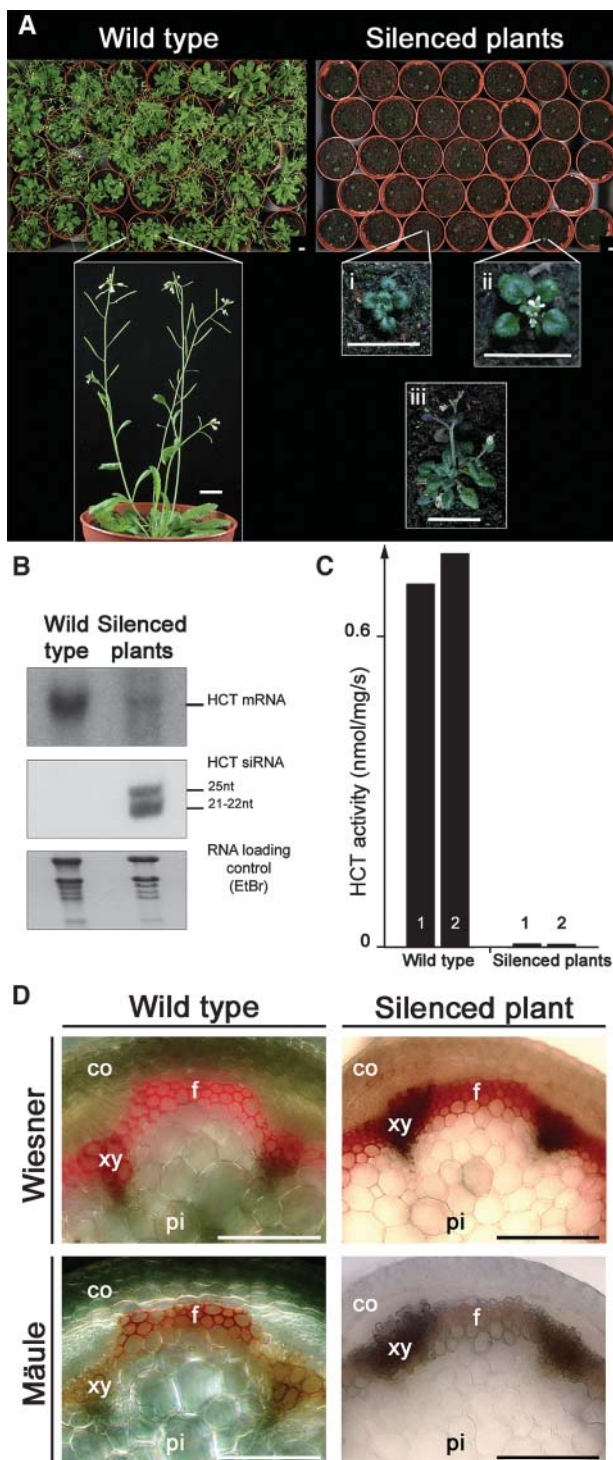 A
Wild type
Silenced plants
i
ii
iii
B
Wild type
Silenced plants
HCT mRNA
HCT siRNA
25nt
21-22nt
RNA loading
control
(EtBr)
C
HCT activity (nmol/mg/s)
0.6
0
1
2
1
2
Wild type
Silenced plants
D
Wild type
Silenced plant
Wiesner
co
f
xy
pi
co
f
xy
pi
Mäule
co
f
xy
pi
co
f
xy
pi